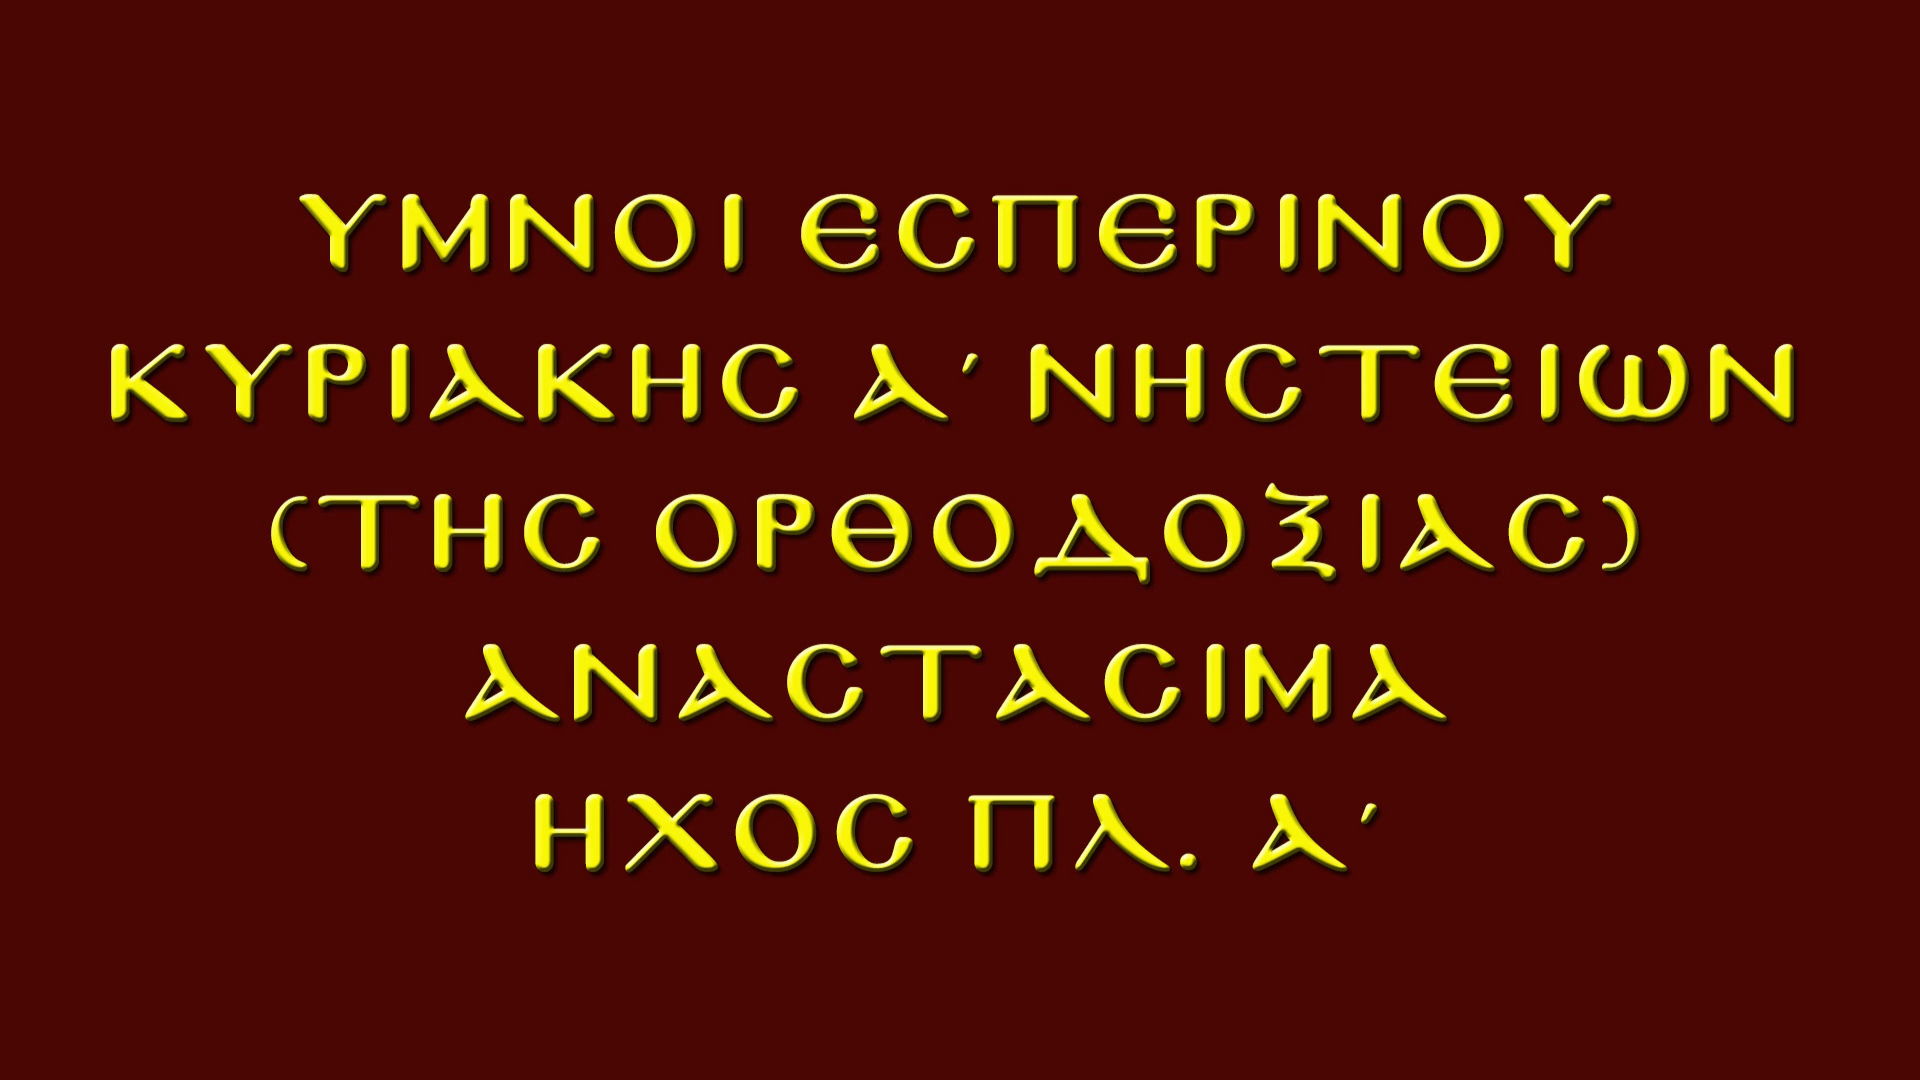 ΥΜΝΟΙ ΕΣΠΕΡΙΝΟΥ
ΚΥΡΙΑΚΗΣ Α΄ ΝΗΣΤΕΙΩΝ
(ΤΗΣ ΟΡΘΟΔΟΞΙΑΣ)
ΑΝΑΣΤΑΣΙΜΑ
ΗΧΟΣ ΠΛ. Α΄